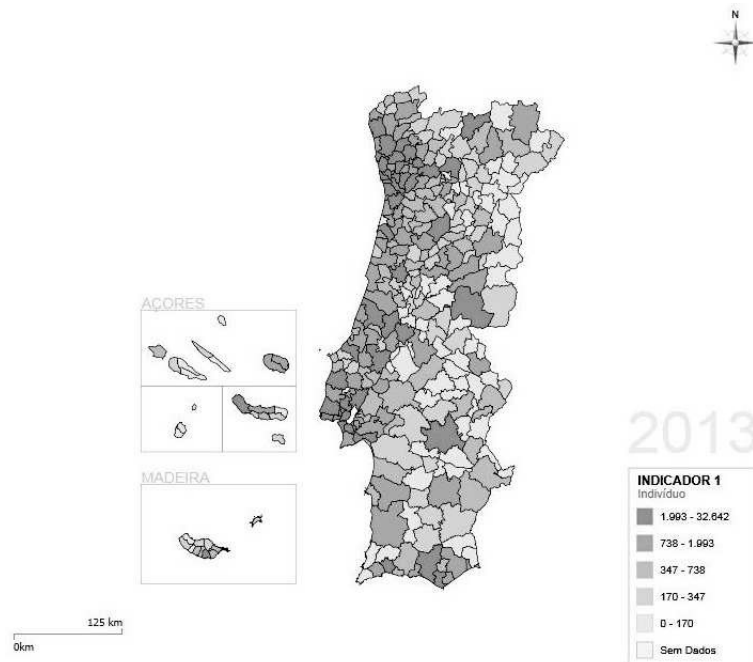 N
AÇORES
MADEIRA
125 km
0km
2013
INDICADOR 1
Indivíduo
1.993 - 32.642
738 - 1.993
347 - 738
170 - 347
0 - 170
Sem Dados